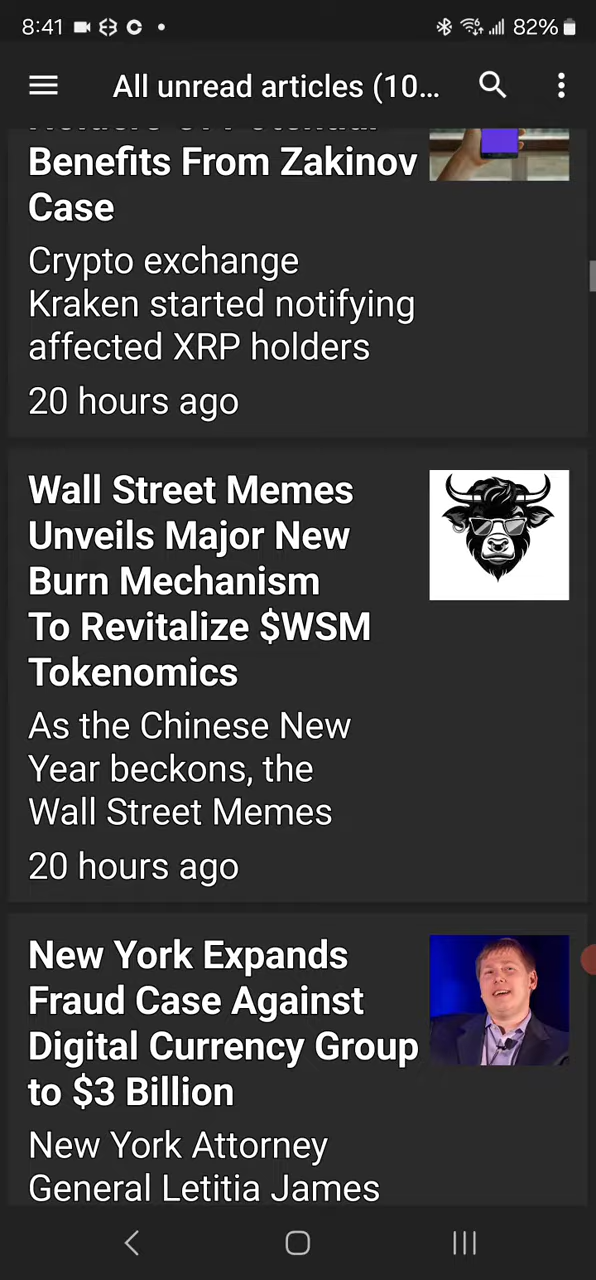 8:41
82%
All unread articles (10...
Benefits From Zakinov
Case
Crypto exchange
Kraken started notifying
affected XRP holders
20 hours ago
Wall Street Memes
Unveils Major New
Burn Mechanism
To Revitalize $WSM
Tokenomics
As the Chinese New
Year beckons, the
Wall Street Memes
20 hours ago
New York Expands
Fraud Case Against
Digital Currency Group
to $3 Billion
New York Attorney
General Letitia James